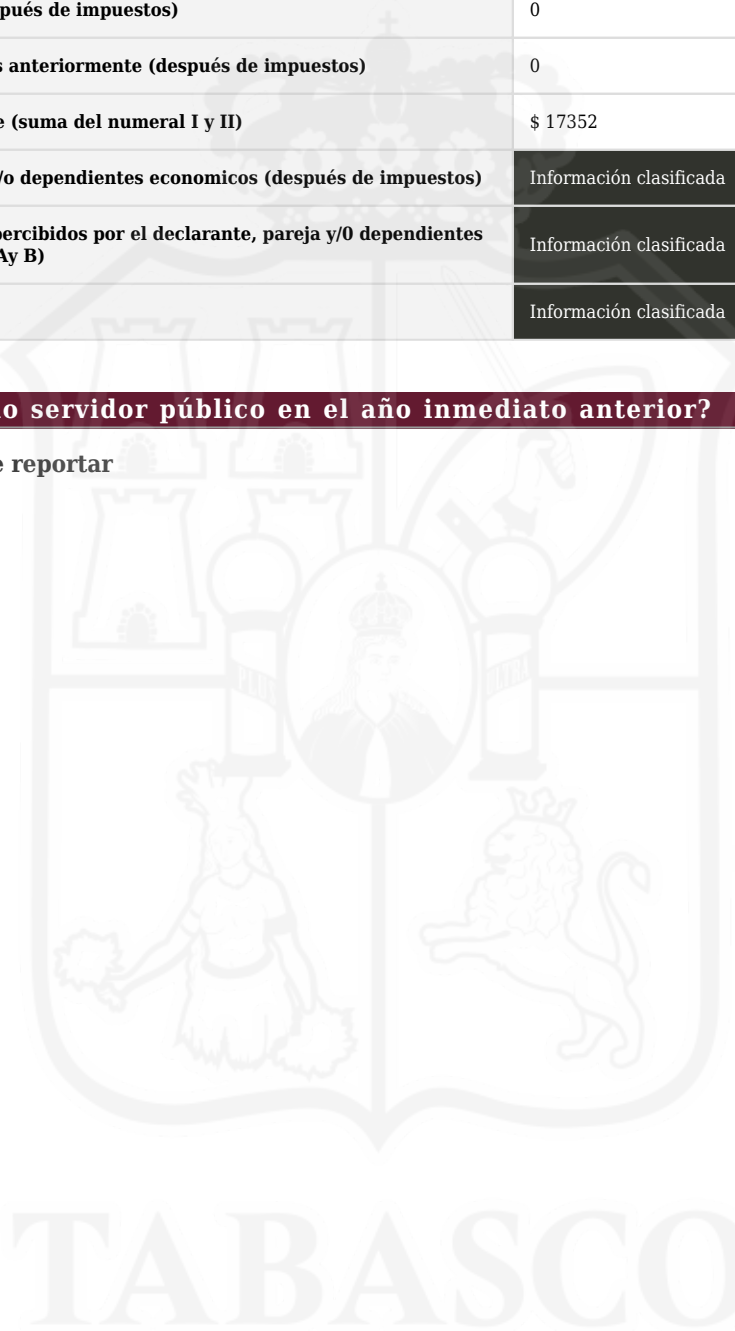 pués de impuestos) 0
s anteriormente (después de impuestos) 0
e (suma del numeral I y II) $ 17352
/o dependientes economicos (después de impuestos) Información clasificada
percibidos por el declarante, pareja y/0 dependientes
Ay B) Información clasificada
Información clasificada
o servidor público en el año inmediato anterior?
e reportar
PLUS ULTRA
TABASCO